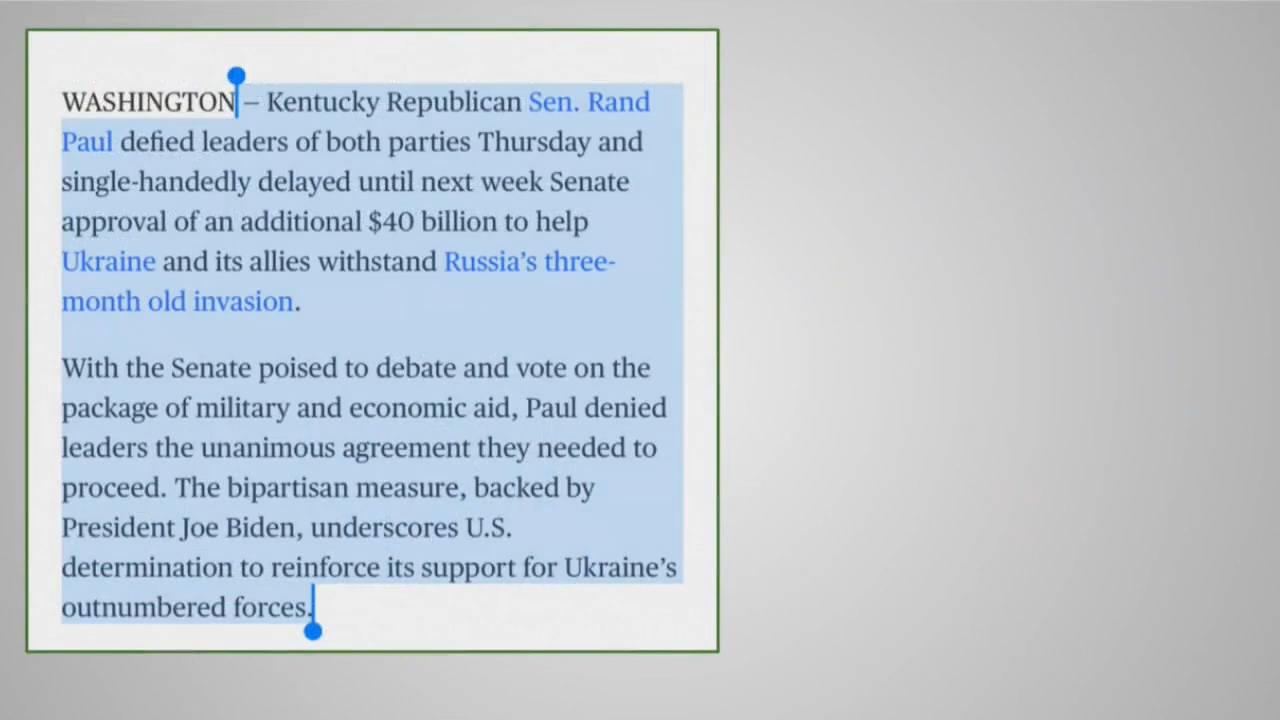 WASHINGTON – Kentucky Republican Sen. Rand
Paul defied leaders of both parties Thursday and
single-handedly delayed until next week Senate
approval of an additional $40 billion to help
Ukraine and its allies withstand Russia’s three-
month old invasion.
With the Senate poised to debate and vote on the
package of military and economic aid, Paul denied
leaders the unanimous agreement they needed to
proceed. The bipartisan measure, backed by
President Joe Biden, underscores U.S.
determination to reinforce its support for Ukraine’s
outnumbered forces.